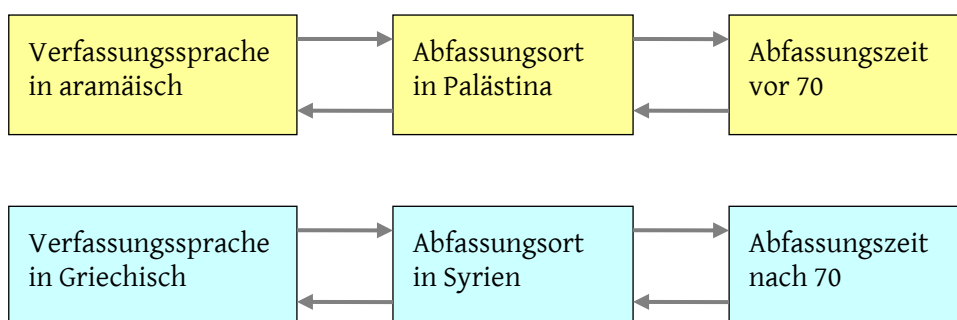 Verfassungssprache
in aramäisch
Abfassungsort
in Palästina
Abfassungszeit
vor 70
Verfassungssprache
in Griechisch
Abfassungsort
in Syrien
Abfassungszeit
nach 70